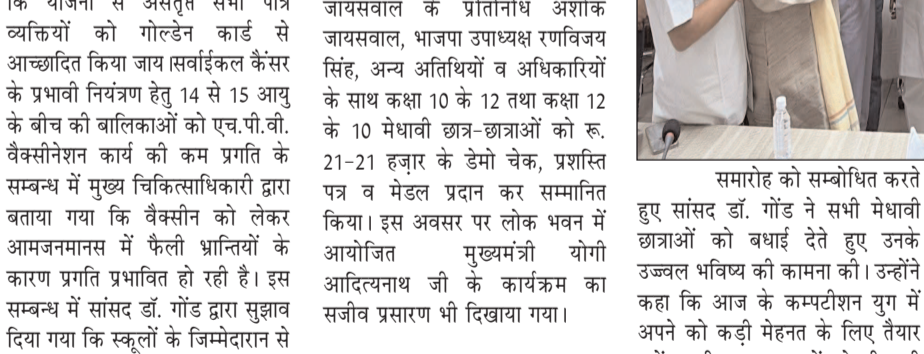 कि योजना से असंतृप्त सभी पात्र
व्यक्तियों को गोल्डेन कार्ड से
आच्छादित किया जाय।सर्वाईकल कैंसर
के प्रभावी नियंत्रण हेतु 14 से 15 आयु
के बीच की बालिकाओं को एच.पी.वी.
वैक्सीनेशन कार्य की कम प्रगति के
सम्बन्ध में मुख्य चिकित्साधिकारी द्वारा
बताया गया कि वैक्सीन को लेकर
आमजनमानस में फैली भ्रान्तियों के
कारण प्रगति प्रभावित हो रही है। इस
सम्बन्ध में सांसद डॉ. गोंड द्वारा सुझाव
दिया गया कि स्कूलों के जिम्मेदारान से
जायसवाल के प्रतिनिधि अशोक
जायसवाल, भाजपा उपाध्यक्ष रणविजय
सिंह, अन्य अतिथियों व अधिकारियों
के साथ कक्षा 10 के 12 तथा कक्षा 12
के 10 मेधावी छात्र-छात्राओं को रू.
21-21 हज़ार के डेमो चेक, प्रशस्ति
पत्र व मेडल प्रदान कर सम्मानित
किया। इस अवसर पर लोक भवन में
आयोजित मुख्यमंत्री योगी
आदित्यनाथ जी के कार्यक्रम का
सजीव प्रसारण भी दिखाया गया।
समारोह को सम्बोधित करते
हुए सांसद डॉ. गोंड ने सभी मेधावी
छात्राओं को बधाई देते हुए उनके
उज्ज्वल भविष्य की कामना की। उन्होंने
कहा कि आज के कम्पटीशन युग में
अपने को कड़ी मेहनत के लिए तैयार